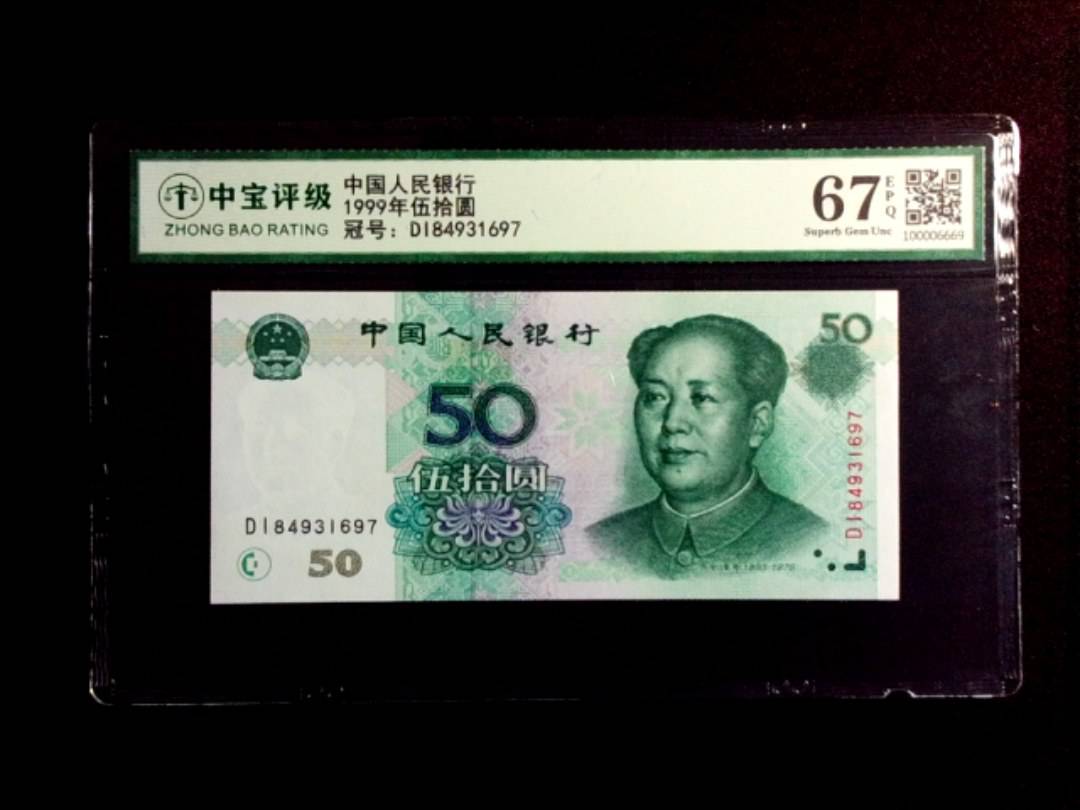 中宝评级
ZHONG BAO RATING
中国人民银行
1999年伍拾圆
冠号：DI84931697
67
EPQ
Superb Gem Unc
100006669
中国人民银行
50
50
伍拾圆
DI84931697
50
DI84931697